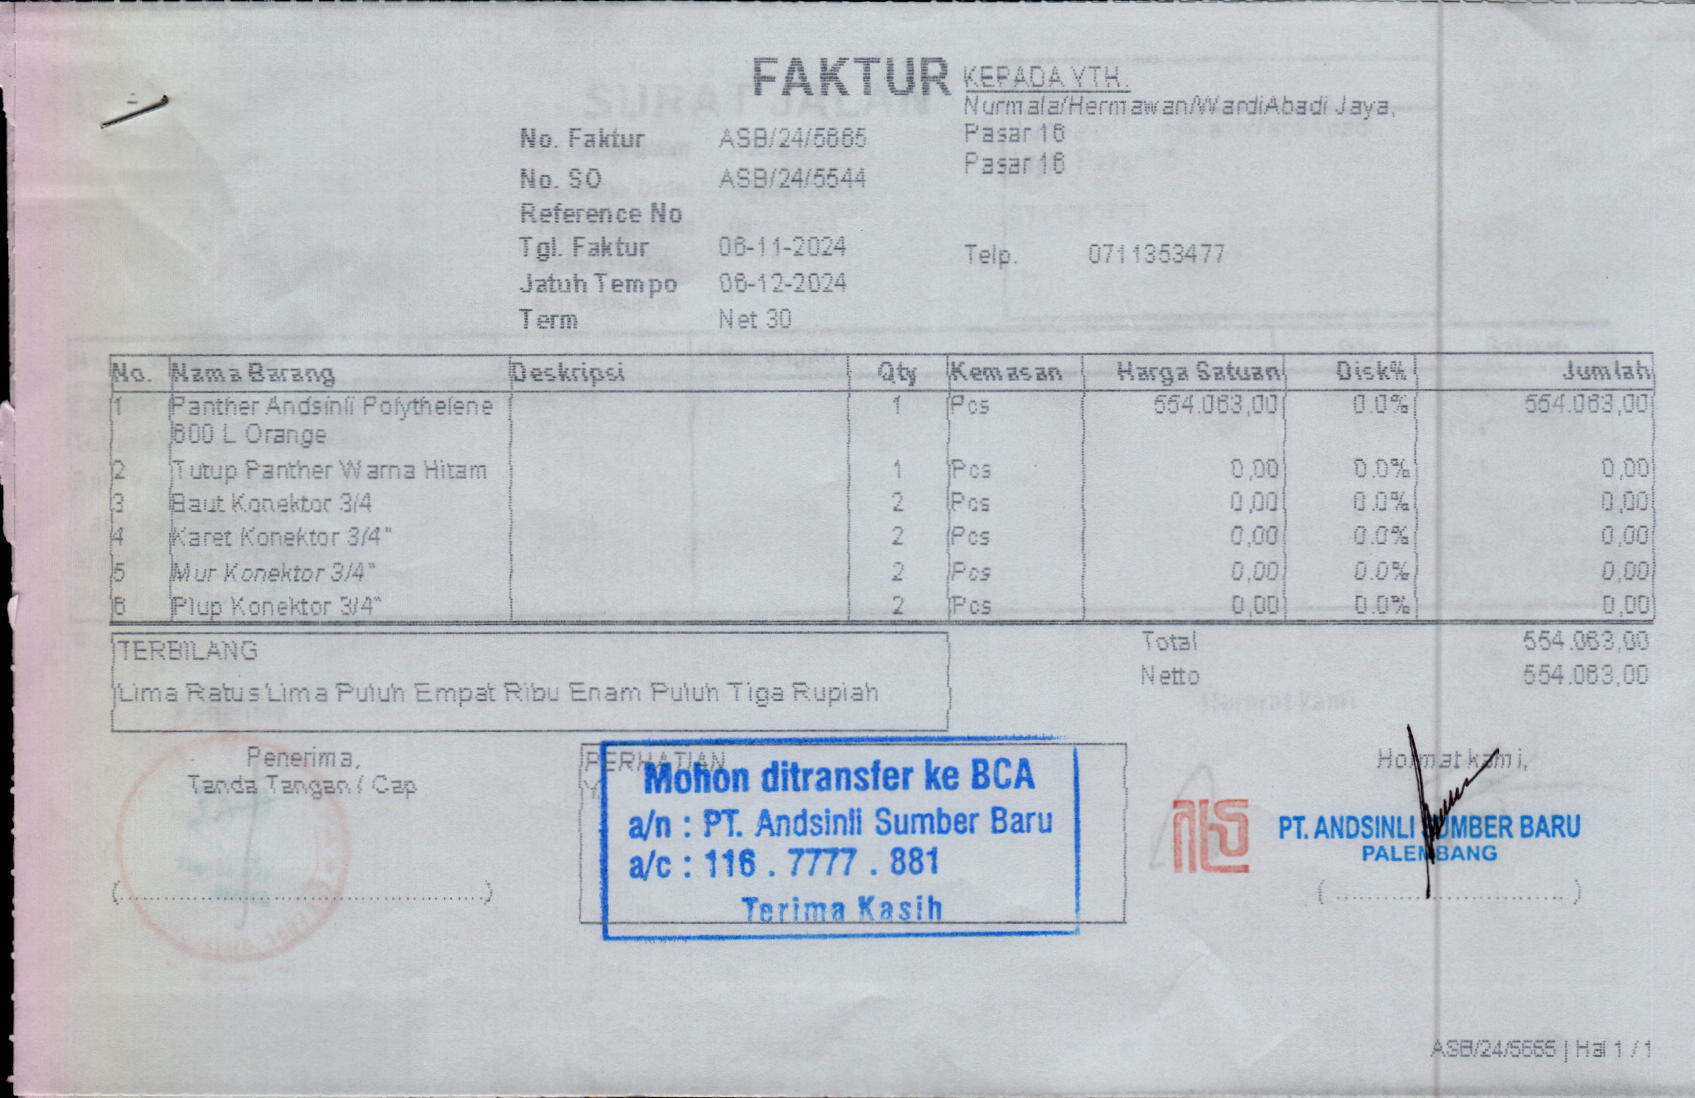 FAKTUR
KEPADA YTH.
Nurmala/Hermawan/WardiAbadi Jaya,
Pasar 16
Pasar 16
Telp. 0711353477
No. Faktur ASB/24/5665
No. SO ASB/24/5544
Reference No
Tgl. Faktur 06-11-2024
Jatuh Tempo 06-12-2024
Term Net 30
No. Nama Barang Deskripsi Qty Kemasan Harga Satuan Disk% Jumlah
1 Panther Andsinli Polythelene 1 Pcs 554.063,00 0.0% 554.063,00
600 L Orange
2 Tutup Panther Warna Hitam 1 Pcs 0,00 0.0% 0,00
3 Baut Konektor 3/4 2 Pcs 0,00 0.0% 0,00
4 Karet Konektor 3/4" 2 Pcs 0,00 0.0% 0,00
5 Mur Konektor 3/4" 2 Pcs 0,00 0.0% 0,00
6 Plup Konektor 3/4" 2 Pcs 0,00 0.0% 0,00
TERBILANG
Lima Ratus Lima Puluh Empat Ribu Enam Puluh Tiga Rupiah
Total 554.063,00
Netto 554.063,00
Penerima,
Tanda Tangan / Cap
PERHATIAN
Mohon ditransfer ke BCA
a/n : PT. Andsinli Sumber Baru
a/c : 116 . 7777 . 881
Terima Kasih
Hormat kami,
PT. ANDSINLI SUMBER BARU
PALEMBANG
ASB/24/5665 | Hal 1 / 1